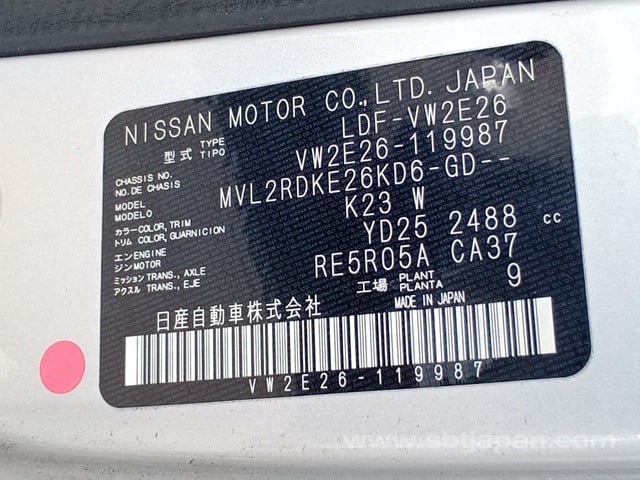 NISSAN MOTOR CO.,LTD. JAPAN
型式 TYPE TIPO LDF-VW2E26
CHASSIS NO. NO.DE CHASIS VW2E26-119987
MODEL MODELO MVL2RDKE26KD6-GD--
カラー COLOR, TRIM トリム COLOR, GUARNICION K23 W
エンENGINE ジンMOTOR YD25 2488 cc
ミッション TRANS., AXLE アクスル TRANS., EJE RE5R05A CA37
工場 PLANT PLANTA 9
日産自動車株式会社 MADE IN JAPAN
VW2E26-119987
www.sbtjapan.com